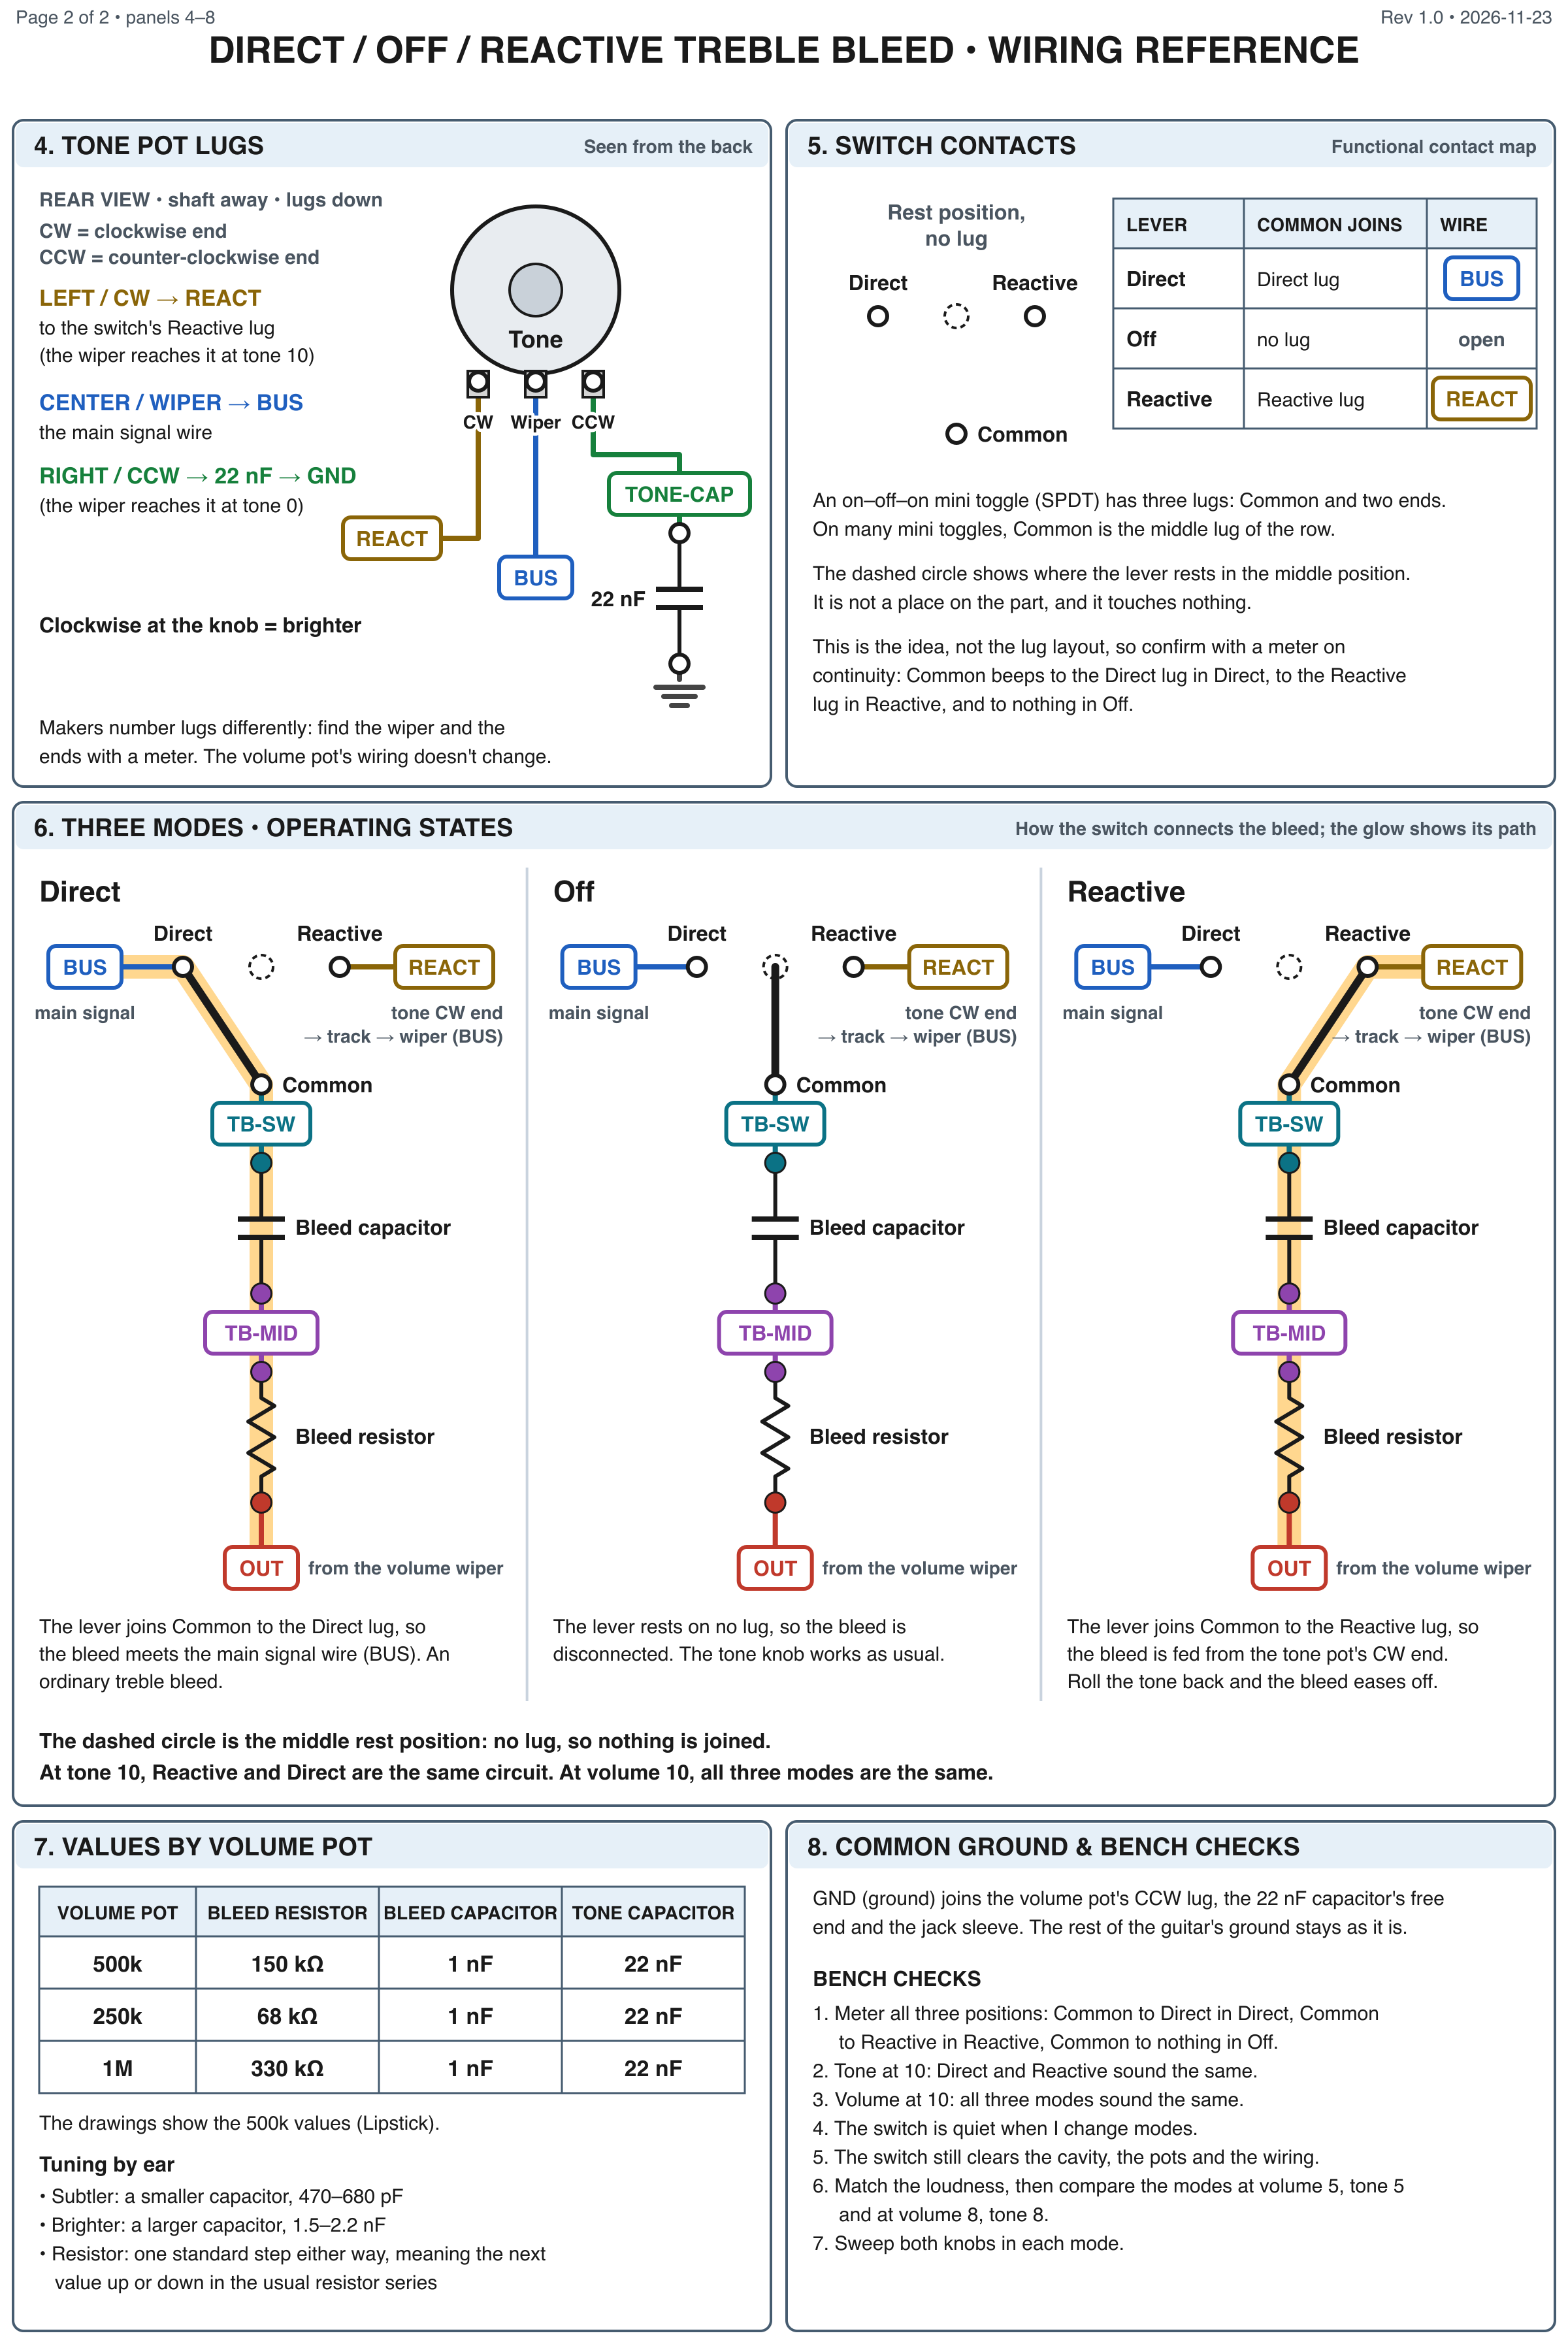 Page 2 of 2 • panels 4–8
Rev 1.0 • 2026-11-23
DIRECT / OFF / REACTIVE TREBLE BLEED • WIRING REFERENCE
4. TONE POT LUGS
Seen from the back
REAR VIEW • shaft away • lugs down
CW = clockwise end
CCW = counter-clockwise end
LEFT / CW → REACT
to the switch's Reactive lug
(the wiper reaches it at tone 10)
CENTER / WIPER → BUS
the main signal wire
RIGHT / CCW → 22 nF → GND
(the wiper reaches it at tone 0)
Tone
CW
Wiper
CCW
TONE-CAP
REACT
BUS
22 nF
Clockwise at the knob = brighter
Makers number lugs differently: find the wiper and the
ends with a meter. The volume pot's wiring doesn't change.
5. SWITCH CONTACTS
Functional contact map
Rest position,
no lug
Direct
Reactive
Common
LEVER COMMON JOINS WIRE
Direct Direct lug BUS
Off no lug open
Reactive Reactive lug REACT
An on–off–on mini toggle (SPDT) has three lugs: Common and two ends.
On many mini toggles, Common is the middle lug of the row.
The dashed circle shows where the lever rests in the middle position.
It is not a place on the part, and it touches nothing.
This is the idea, not the lug layout, so confirm with a meter on
continuity: Common beeps to the Direct lug in Direct, to the Reactive
lug in Reactive, and to nothing in Off.
6. THREE MODES • OPERATING STATES
How the switch connects the bleed; the glow shows its path
Direct
Direct
Reactive
BUS
REACT
main signal
tone CW end
→ track → wiper (BUS)
Common
TB-SW
Bleed capacitor
TB-MID
Bleed resistor
OUT
from the volume wiper
The lever joins Common to the Direct lug, so
the bleed meets the main signal wire (BUS). An
ordinary treble bleed.
Off
Direct
Reactive
BUS
REACT
main signal
tone CW end
→ track → wiper (BUS)
Common
TB-SW
Bleed capacitor
TB-MID
Bleed resistor
OUT
from the volume wiper
The lever rests on no lug, so the bleed is
disconnected. The tone knob works as usual.
Reactive
Direct
Reactive
BUS
REACT
main signal
tone CW end
→ track → wiper (BUS)
Common
TB-SW
Bleed capacitor
TB-MID
Bleed resistor
OUT
from the volume wiper
The lever joins Common to the Reactive lug, so
the bleed is fed from the tone pot's CW end.
Roll the tone back and the bleed eases off.
The dashed circle is the middle rest position: no lug, so nothing is joined.
At tone 10, Reactive and Direct are the same circuit. At volume 10, all three modes are the same.
7. VALUES BY VOLUME POT
VOLUME POT BLEED RESISTOR BLEED CAPACITOR TONE CAPACITOR
500k 150 kΩ 1 nF 22 nF
250k 68 kΩ 1 nF 22 nF
1M 330 kΩ 1 nF 22 nF
The drawings show the 500k values (Lipstick).
Tuning by ear
• Subtler: a smaller capacitor, 470–680 pF
• Brighter: a larger capacitor, 1.5–2.2 nF
• Resistor: one standard step either way, meaning the next
value up or down in the usual resistor series
8. COMMON GROUND & BENCH CHECKS
GND (ground) joins the volume pot's CCW lug, the 22 nF capacitor's free
end and the jack sleeve. The rest of the guitar's ground stays as it is.
BENCH CHECKS
1. Meter all three positions: Common to Direct in Direct, Common
to Reactive in Reactive, Common to nothing in Off.
2. Tone at 10: Direct and Reactive sound the same.
3. Volume at 10: all three modes sound the same.
4. The switch is quiet when I change modes.
5. The switch still clears the cavity, the pots and the wiring.
6. Match the loudness, then compare the modes at volume 5, tone 5
and at volume 8, tone 8.
7. Sweep both knobs in each mode.